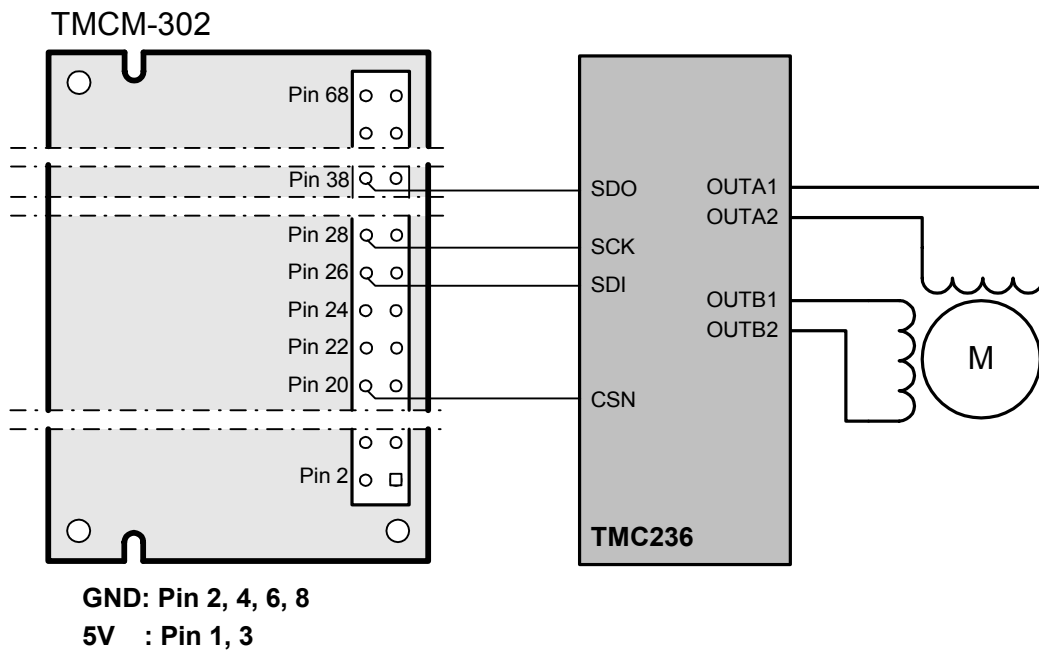 TMCM-302
Pin 68
Pin 38
Pin 28
Pin 26
Pin 24
Pin 22
Pin 20
Pin 2
SDO
SCK
SDI
CSN
OUTA1
OUTA2
OUTB1
OUTB2
TMC236
M
GND: Pin 2, 4, 6, 8
5V : Pin 1, 3